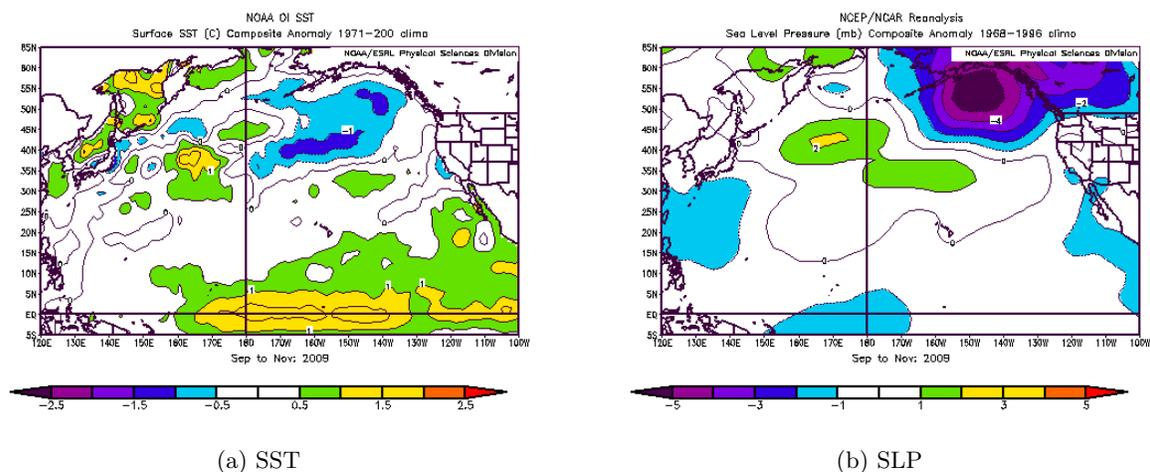 NOAA OI SST
Surface SST (C) Composite Anomaly 1971-200 clima
NOAA/ESRL Physical Sciences Division
65N
60N
55N
50N
45N
40N
35N
30N
25N
20N
15N
10N
5N
EQ
5S
120E 130E 140E 150E 160E 170E 180 170W 160W 150W 140W 130W 120W 110W 100W
Sep to Nov: 2009
-2.5 -1.5 -0.5 0.5 1.5 2.5
(a) SST
NCEP/NCAR Reanalysis
Sea Level Pressure (mb) Composite Anomaly 1968-1996 clima
NOAA/ESRL Physical Sciences Division
65N
60N
55N
50N
45N
40N
35N
30N
25N
20N
15N
10N
5N
EQ
5S
120E 130E 140E 150E 160E 170E 180 170W 160W 150W 140W 130W 120W 110W 100W
Sep to Nov: 2009
-5 -3 -1 1 3 5
(b) SLP